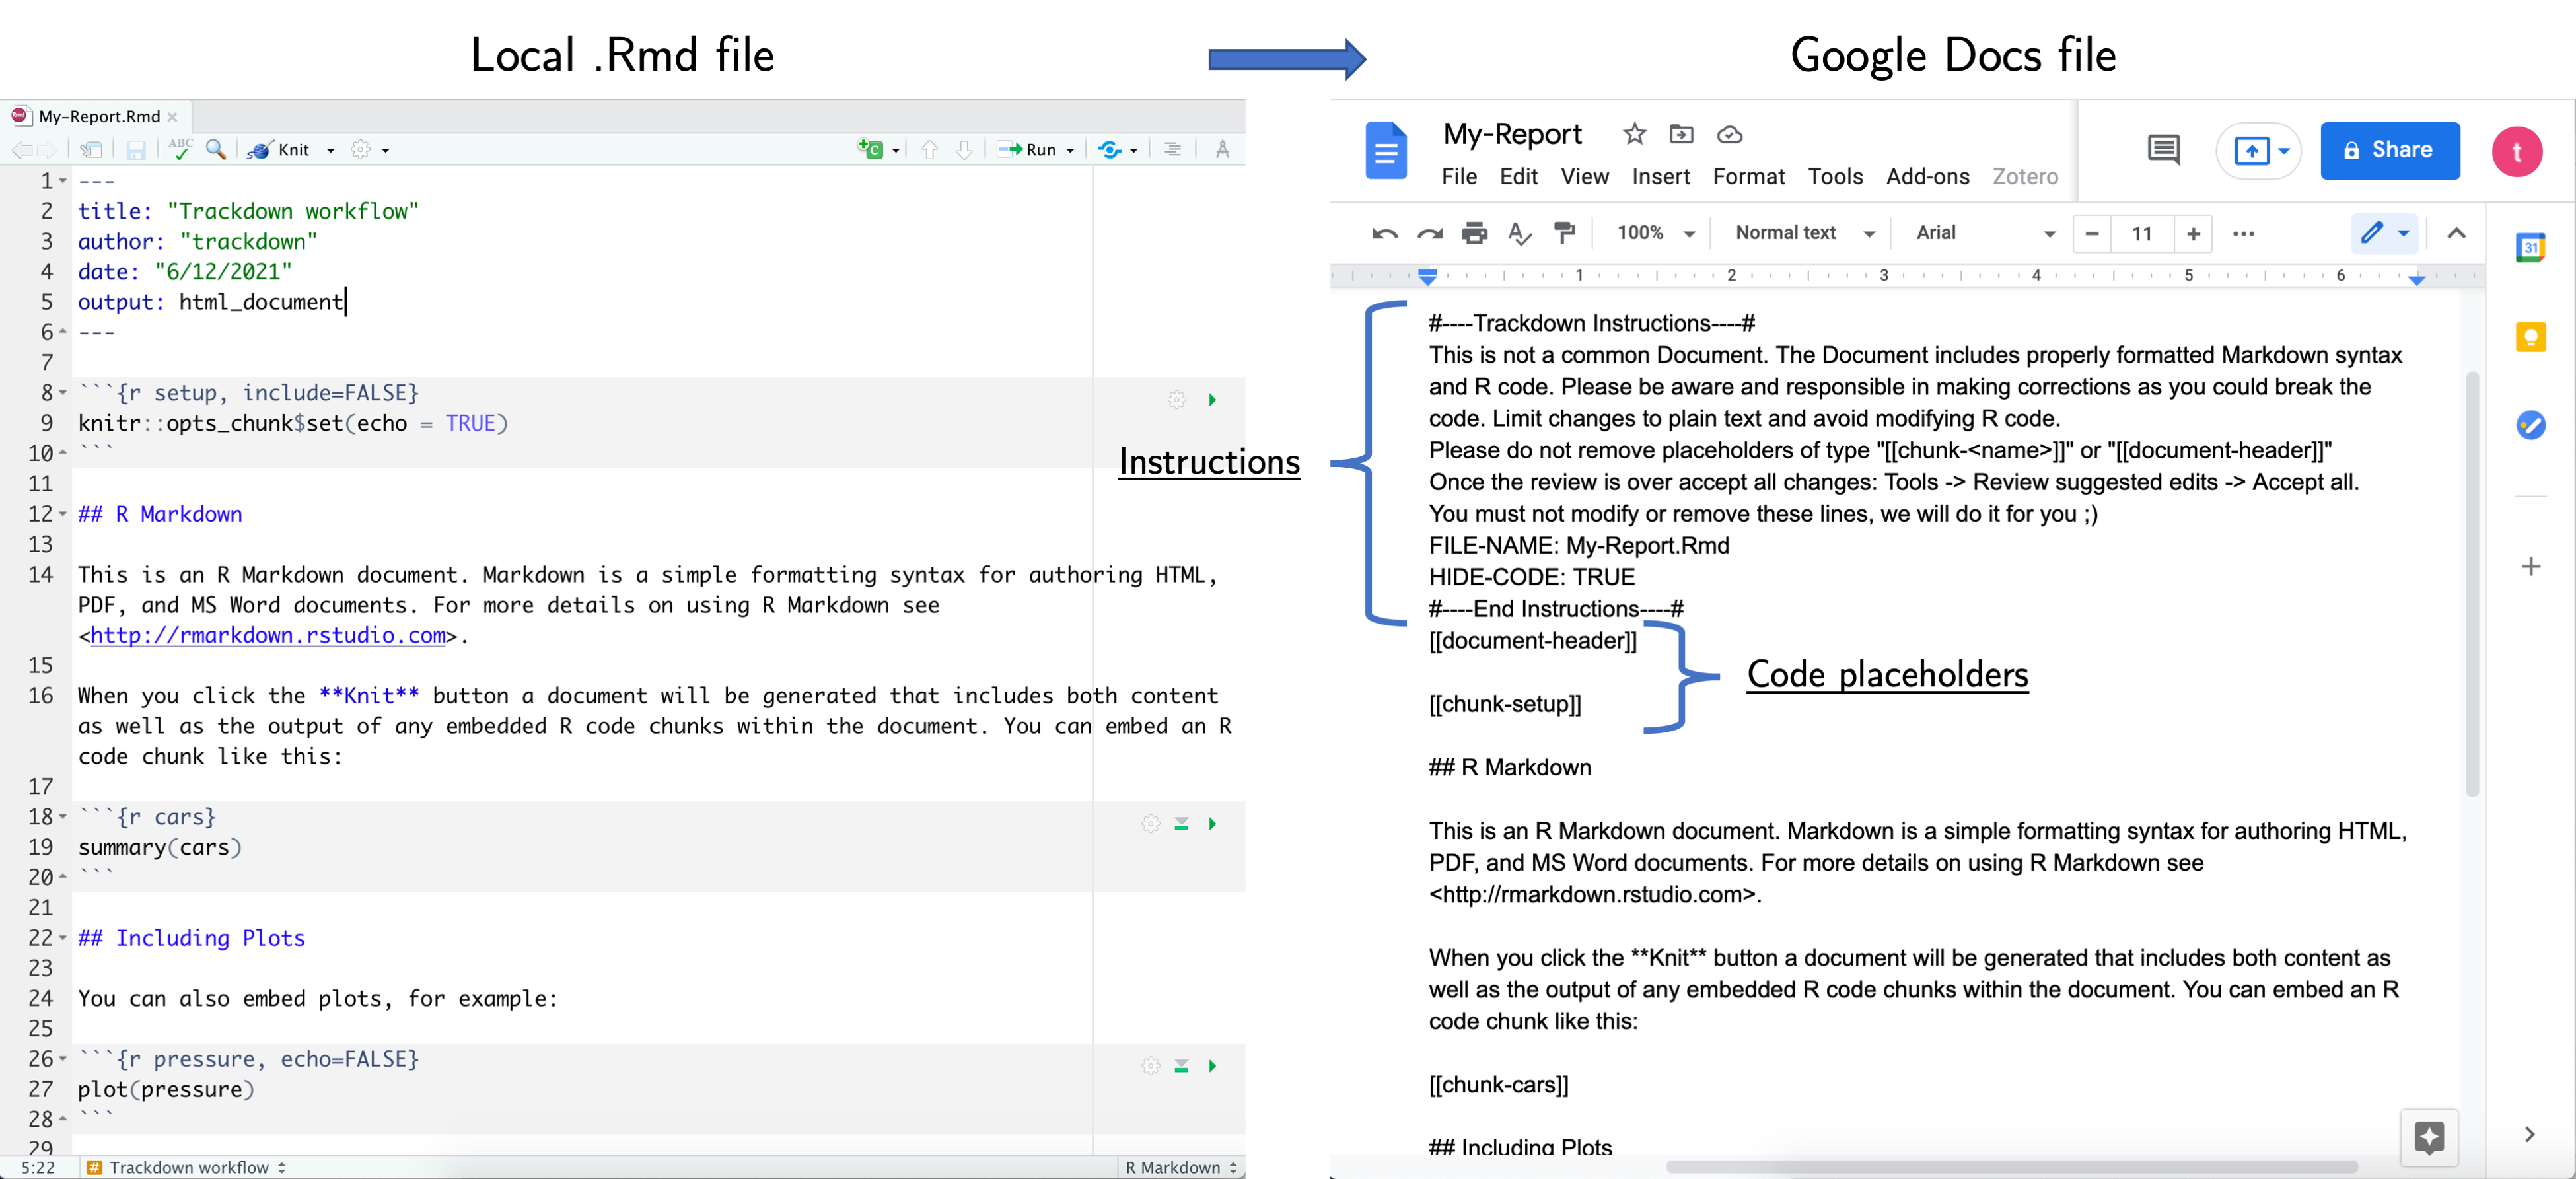 Local .Rmd file
Google Docs file
My-Report.Rmd
ABC
Knit
C
Run
1 ---
2 title: "Trackdown workflow"
3 author: "trackdown"
4 date: "6/12/2021"
5 output: html_document
6 ---
7
8 ```{r setup, include=FALSE}
9 knitr::opts_chunk$set(echo = TRUE)
10 ```
11
12 ## R Markdown
13
14 This is an R Markdown document. Markdown is a simple formatting syntax for authoring HTML,
PDF, and MS Word documents. For more details on using R Markdown see
<http://rmarkdown.rstudio.com>.
15
16 When you click the **Knit** button a document will be generated that includes both content
as well as the output of any embedded R code chunks within the document. You can embed an R
code chunk like this:
17
18 ```{r cars}
19 summary(cars)
20 ```
21
22 ## Including Plots
23
24 You can also embed plots, for example:
25
26 ```{r pressure, echo=FALSE}
27 plot(pressure)
28 ```
29
5:22 # Trackdown workflow
R Markdown
Instructions
My-Report
File Edit View Insert Format Tools Add-ons Zotero
Share
t
100% Normal text Arial 11
1 2 3 4 5 6
31
#----Trackdown Instructions----#
This is not a common Document. The Document includes properly formatted Markdown syntax
and R code. Please be aware and responsible in making corrections as you could break the
code. Limit changes to plain text and avoid modifying R code.
Please do not remove placeholders of type "[[chunk-<name>]]" or "[[document-header]]"
Once the review is over accept all changes: Tools -> Review suggested edits -> Accept all.
You must not modify or remove these lines, we will do it for you ;)
FILE-NAME: My-Report.Rmd
HIDE-CODE: TRUE
#----End Instructions----#
[[document-header]]
Code placeholders
[[chunk-setup]]
## R Markdown
This is an R Markdown document. Markdown is a simple formatting syntax for authoring HTML,
PDF, and MS Word documents. For more details on using R Markdown see
<http://rmarkdown.rstudio.com>.
When you click the **Knit** button a document will be generated that includes both content as
well as the output of any embedded R code chunks within the document. You can embed an R
code chunk like this:
[[chunk-cars]]
## Including Plots